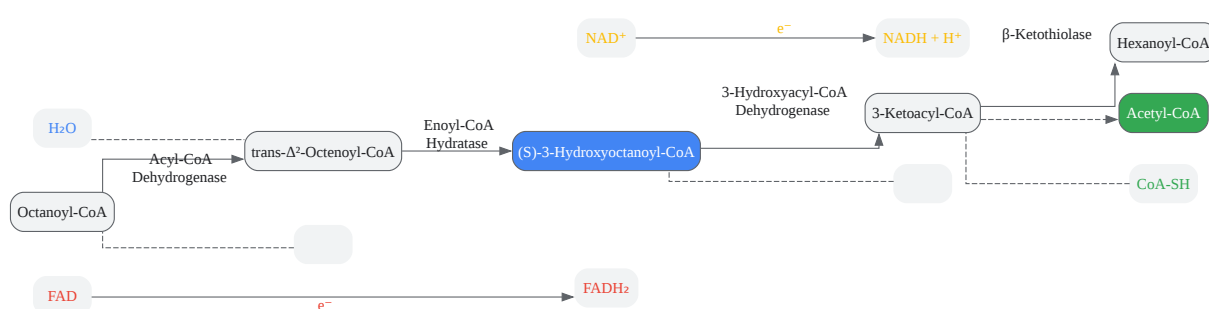 NAD⁺
e⁻
NADH + H⁺
β-Ketothiolase
Hexanoyl-CoA
3-Hydroxyacyl-CoA
Dehydrogenase
3-Ketoacyl-CoA
Acetyl-CoA
H₂O
Enoyl-CoA
Hydratase
trans-Δ²-Octenoyl-CoA
(S)-3-Hydroxyoctanoyl-CoA
Acyl-CoA
Dehydrogenase
CoA-SH
Octanoyl-CoA
FAD
e⁻
FADH₂